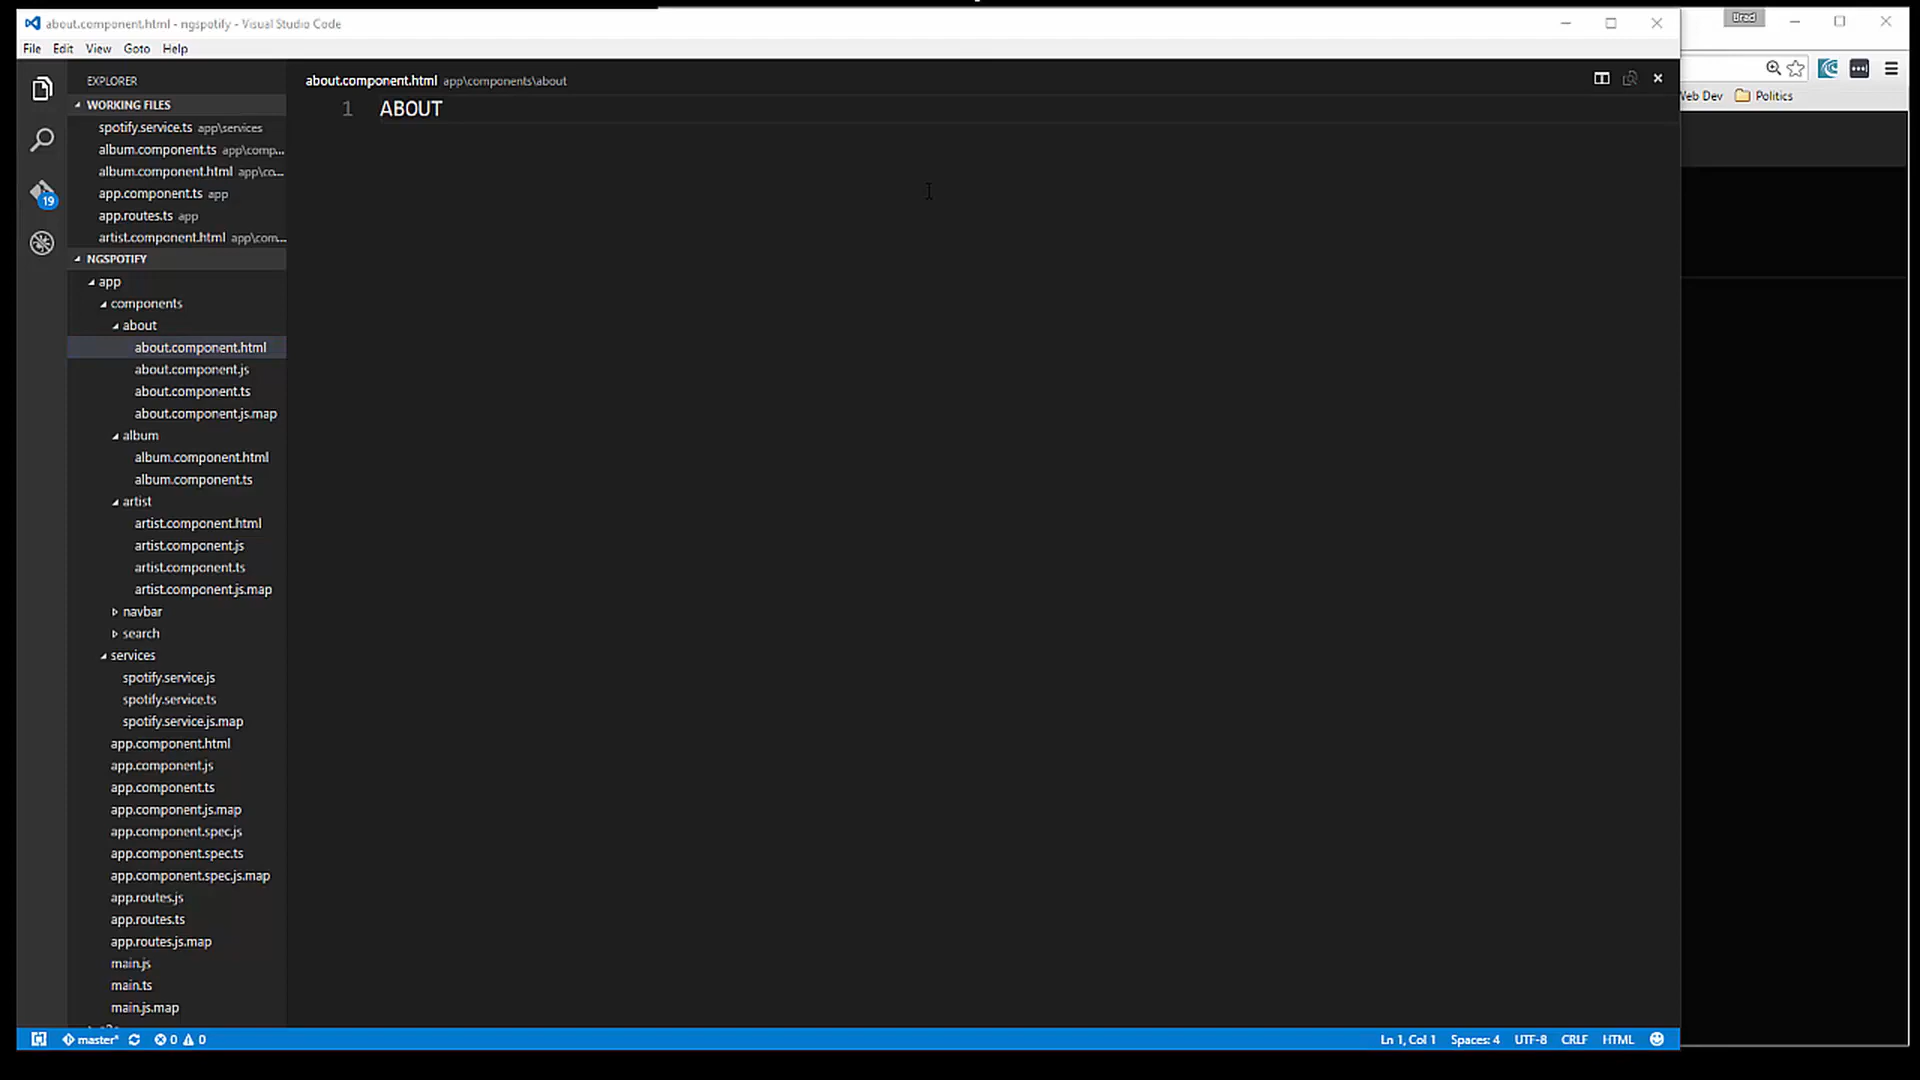 about.component.html - ngspotify - Visual Studio Code
Brad
File Edit View Goto Help
EXPLORER
about.component.html app\components\about
WORKING FILES
1 ABOUT
Web Dev Politics
spotify.service.ts app\services
album.component.ts app\comp...
album.component.html app\co...
app.component.ts app
19
app.routes.ts app
artist.component.html app\com...
NGSPOTIFY
app
components
about
about.component.html
about.component.js
about.component.ts
about.component.js.map
album
album.component.html
album.component.ts
artist
artist.component.html
artist.component.js
artist.component.ts
artist.component.js.map
navbar
search
services
spotify.service.js
spotify.service.ts
spotify.service.js.map
app.component.html
app.component.js
app.component.ts
app.component.js.map
app.component.spec.js
app.component.spec.ts
app.component.spec.js.map
app.routes.js
app.routes.ts
app.routes.js.map
main.js
main.ts
main.js.map
master* 0 0 Ln 1, Col 1 Spaces: 4 UTF-8 CRLF HTML